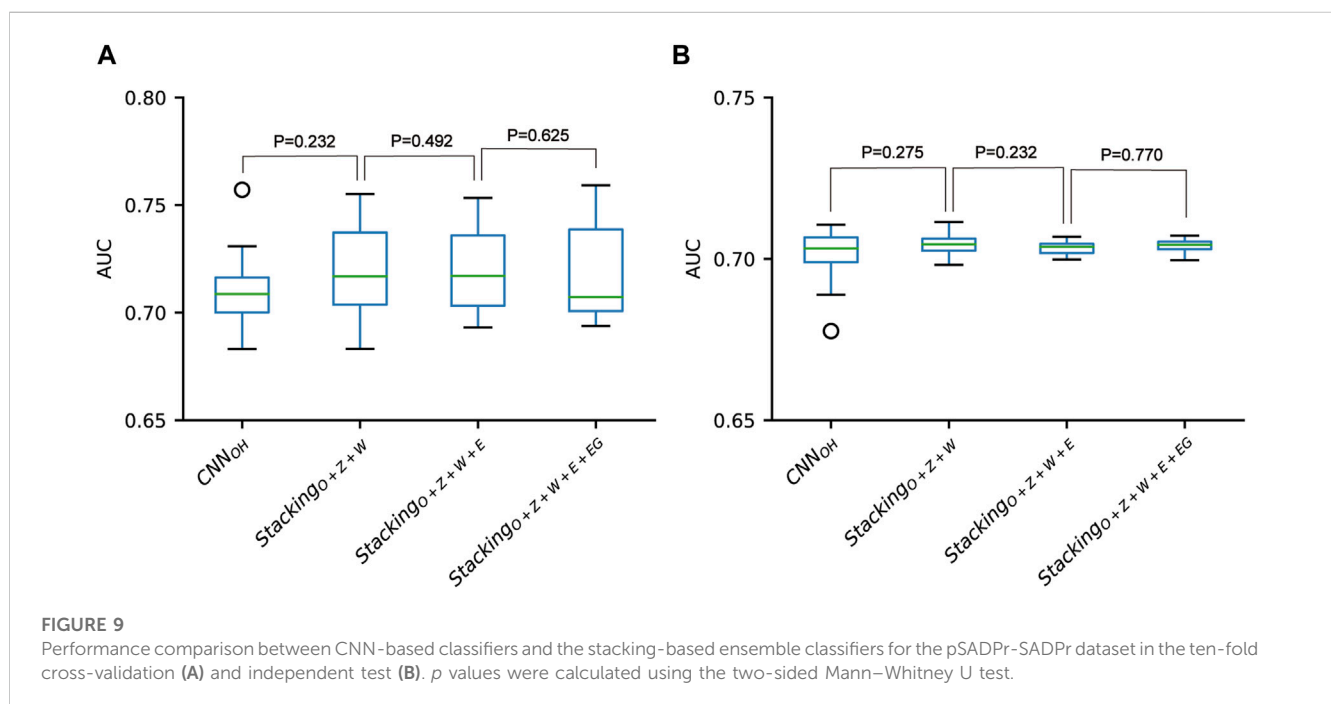 A
0.80
0.75
0.70
0.65
AUC
P=0.232
P=0.492
P=0.625
CNN_OH
Stacking_O+Z+W
Stacking_O+Z+W+E
Stacking_O+Z+W+E+EG
B
0.75
0.70
0.65
AUC
P=0.275
P=0.232
P=0.770
CNN_OH
Stacking_O+Z+W
Stacking_O+Z+W+E
Stacking_O+Z+W+E+EG
FIGURE 9
Performance comparison between CNN-based classifiers and the stacking-based ensemble classifiers for the pSADPr-SADPr dataset in the ten-fold
cross-validation (A) and independent test (B). p values were calculated using the two-sided Mann–Whitney U test.